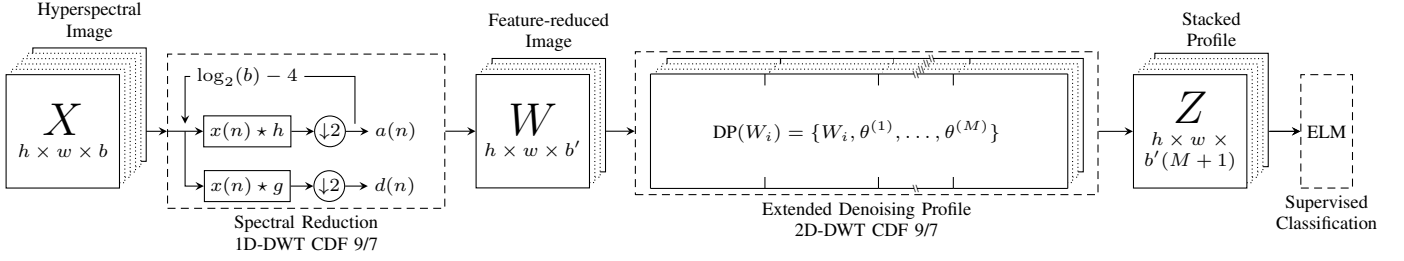 Hyperspectral
Image
X
h × w × b
log₂(b) − 4
x(n) ⋆ h
↓2
a(n)
x(n) ⋆ g
↓2
d(n)
Spectral Reduction
1D-DWT CDF 9/7
Feature-reduced
Image
W
h × w × b′
DP(Wᵢ) = {Wᵢ, θ⁽¹⁾, . . . , θ⁽ᴹ⁾}
Extended Denoising Profile
2D-DWT CDF 9/7
Stacked
Profile
Z
h × w ×
b′(M + 1)
ELM
Supervised
Classification